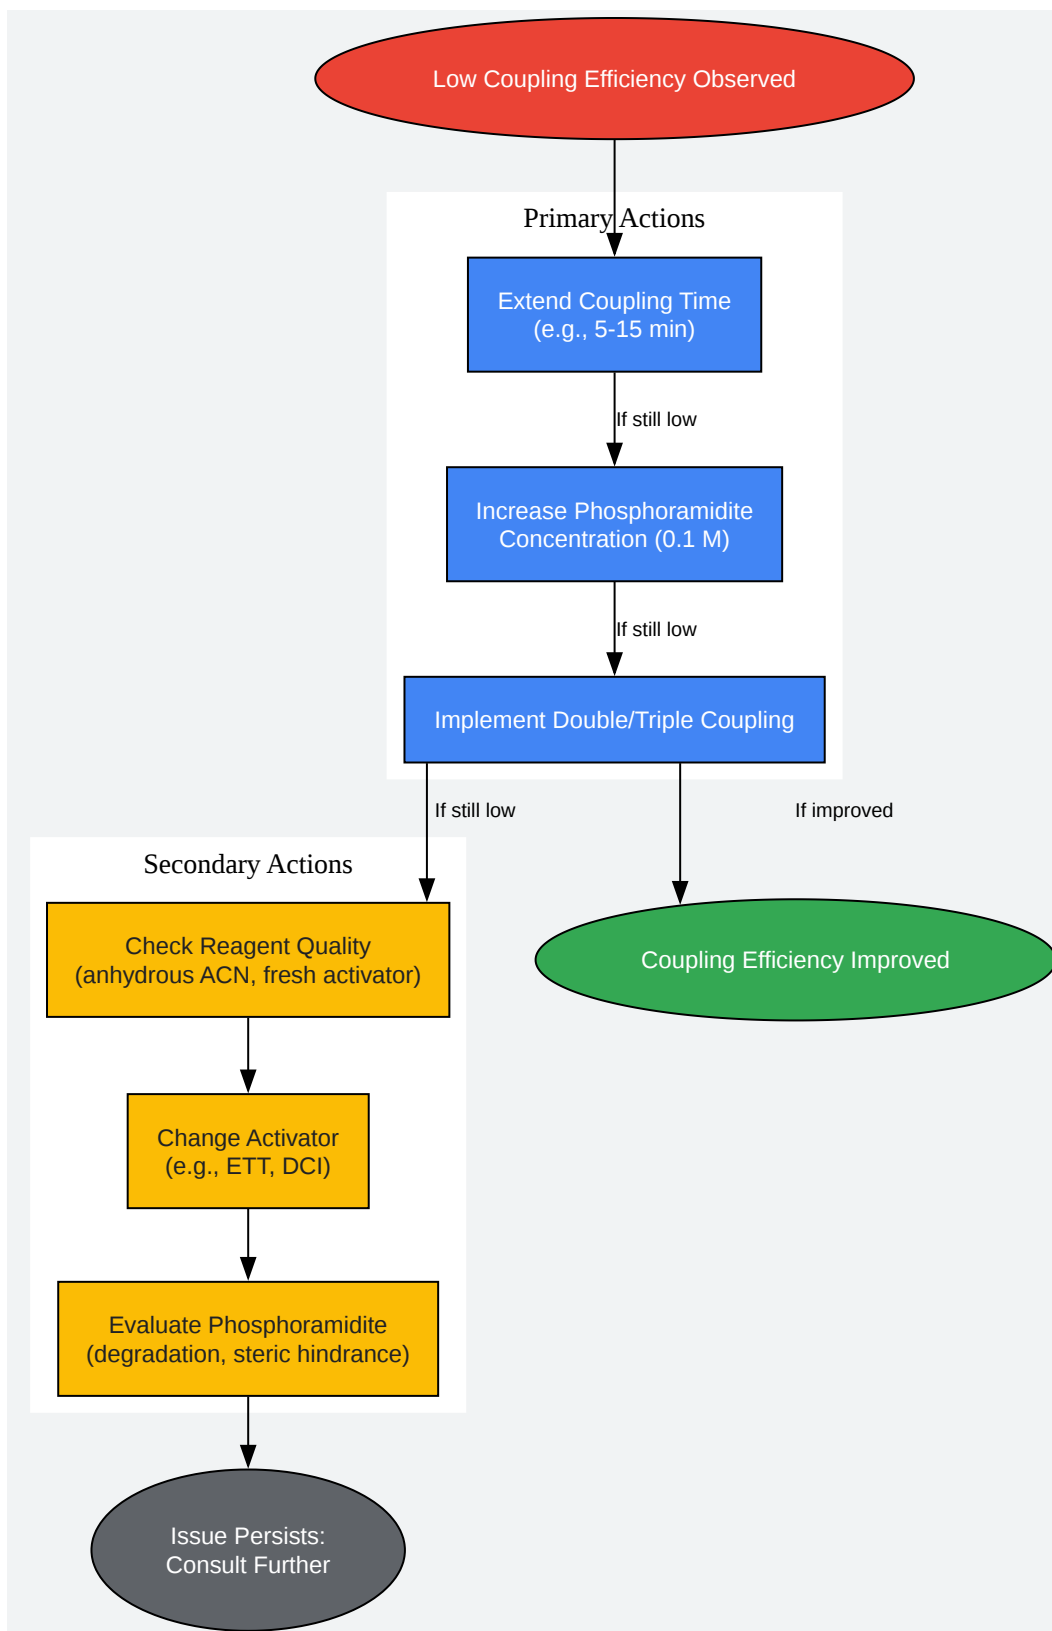 Low Coupling Efficiency Observed
Primary Actions
Extend Coupling Time
(e.g., 5-15 min)
If still low
Increase Phosphoramidite
Concentration (0.1 M)
If still low
Implement Double/Triple Coupling
If still low
If improved
Secondary Actions
Check Reagent Quality
(anhydrous ACN, fresh activator)
Coupling Efficiency Improved
Change Activator
(e.g., ETT, DCI)
Evaluate Phosphoramidite
(degradation, steric hindrance)
Issue Persists:
Consult Further